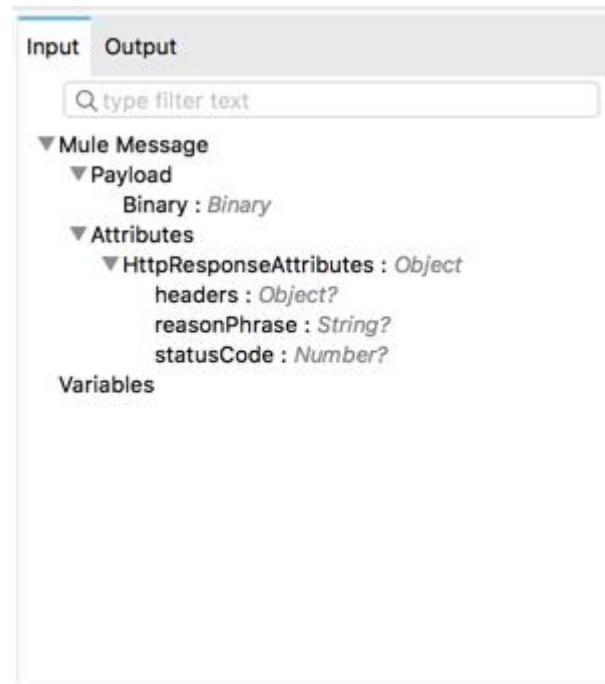 Input Output
type filter text
Mule Message
Payload
Binary : Binary
Attributes
HttpResponseAttributes : Object
headers : Object?
reasonPhrase : String?
statusCode : Number?
Variables